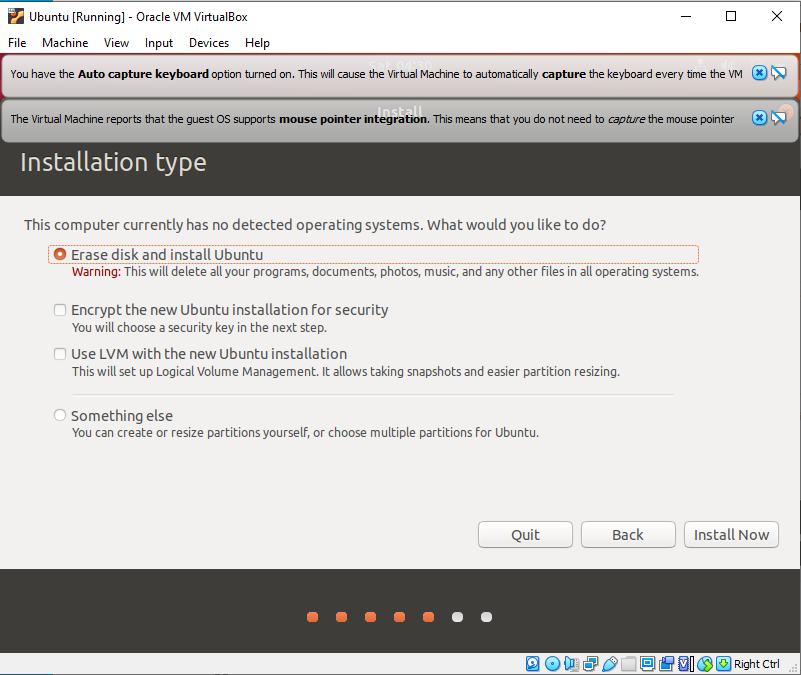 Ubuntu [Running] - Oracle VM VirtualBox
File Machine View Input Devices Help
You have the Auto capture keyboard option turned on. This will cause the Virtual Machine to automatically capture the keyboard every time the VM
Install
The Virtual Machine reports that the guest OS supports mouse pointer integration. This means that you do not need to capture the mouse pointer
Installation type
This computer currently has no detected operating systems. What would you like to do?
Erase disk and install Ubuntu
Warning: This will delete all your programs, documents, photos, music, and any other files in all operating systems.
Encrypt the new Ubuntu installation for security
You will choose a security key in the next step.
Use LVM with the new Ubuntu installation
This will set up Logical Volume Management. It allows taking snapshots and easier partition resizing.
Something else
You can create or resize partitions yourself, or choose multiple partitions for Ubuntu.
Quit Back Install Now
Right Ctrl